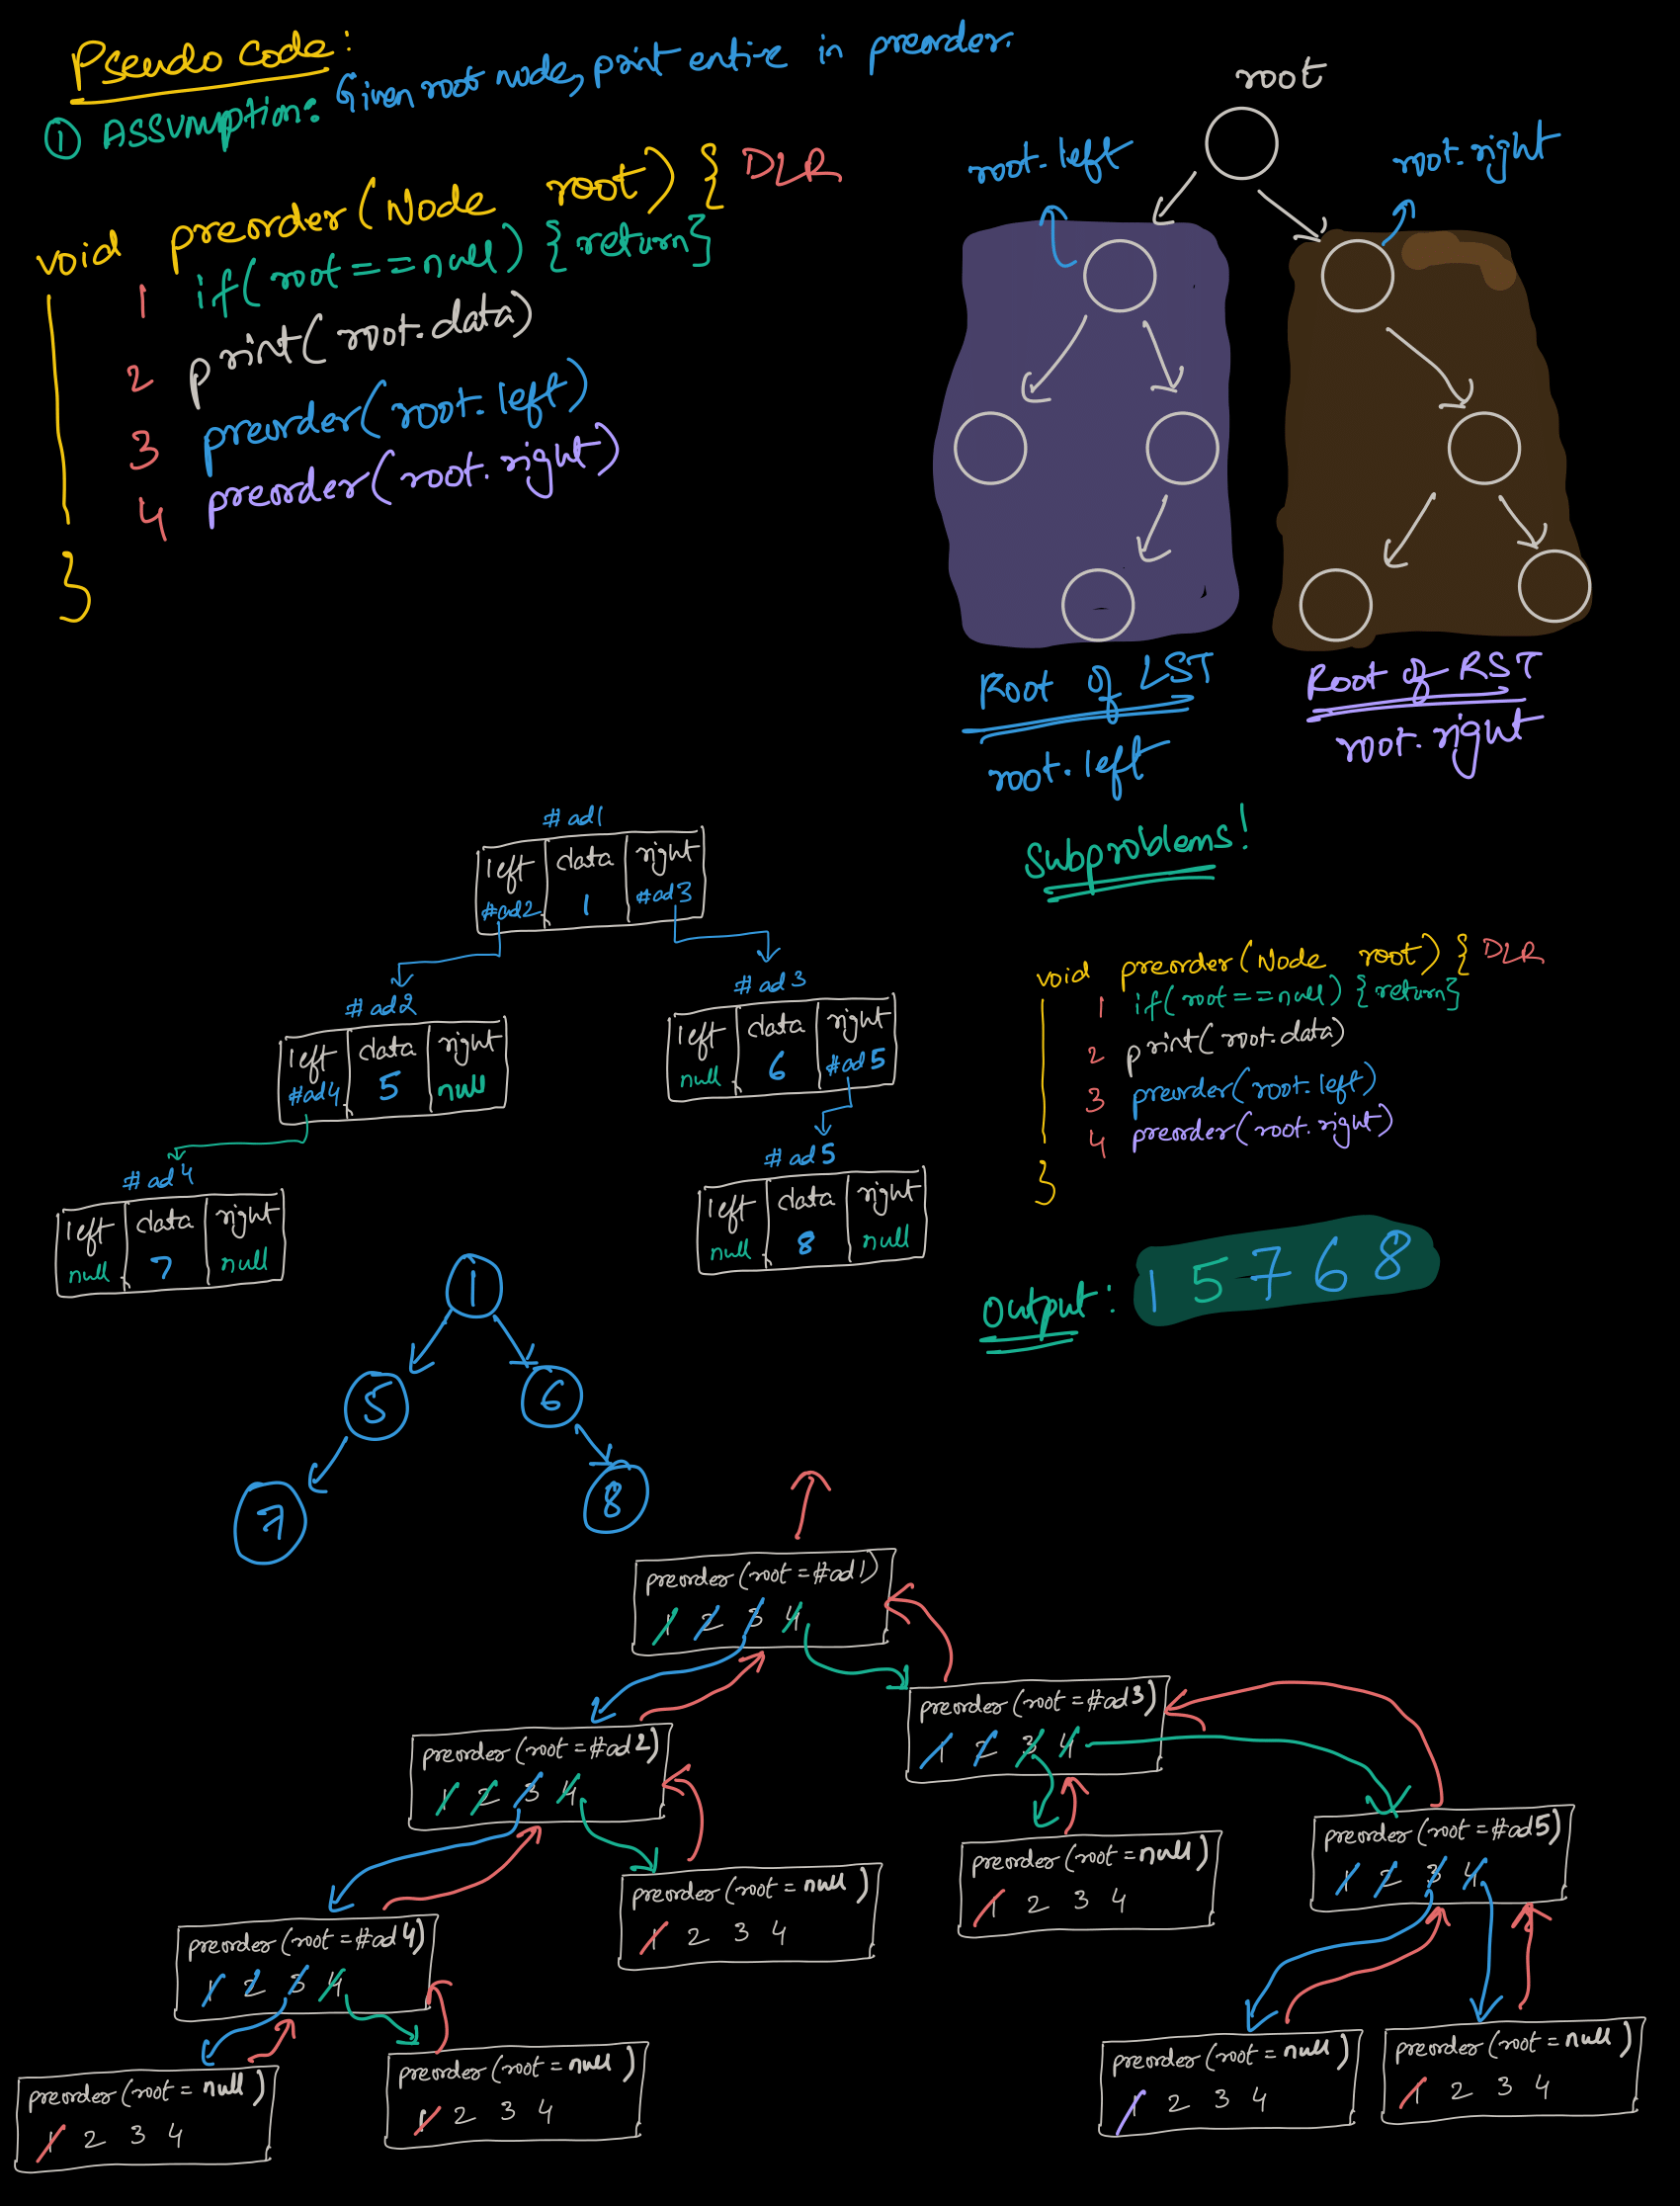 Pseudo Code:
① Assumption: Given root node, print entire in preorder.
void preorder(Node root) { DLR
1 if(root==null) {return}
2 print(root.data)
3 preorder(root.left)
4 preorder(root.right)
}
root
root.left
root.right
Root of LST
root.left
Root of RST
root.right
Subproblems!
#ad1
left data right
#ad2 1 #ad3
#ad2
left data right
#ad4 5 null
#ad3
left data right
null 6 #ad5
#ad4
left data right
null 7 null
#ad5
left data right
null 8 null
void preorder(Node root) { DLR
1 if(root==null) {return}
2 print(root.data)
3 preorder(root.left)
4 preorder(root.right)
}
Output: 1 5 7 6 8
1
5 6
7 8
preorder(root=#ad1)
1 2 3 4
preorder(root=#ad2)
1 2 3 4
preorder(root=#ad3)
1 2 3 4
preorder(root=#ad4)
1 2 3 4
preorder(root=null)
1 2 3 4
preorder(root=null)
1 2 3 4
preorder(root=#ad5)
1 2 3 4
preorder(root=null)
1 2 3 4
preorder(root=null)
1 2 3 4
preorder(root=null)
1 2 3 4
preorder(root=null)
1 2 3 4